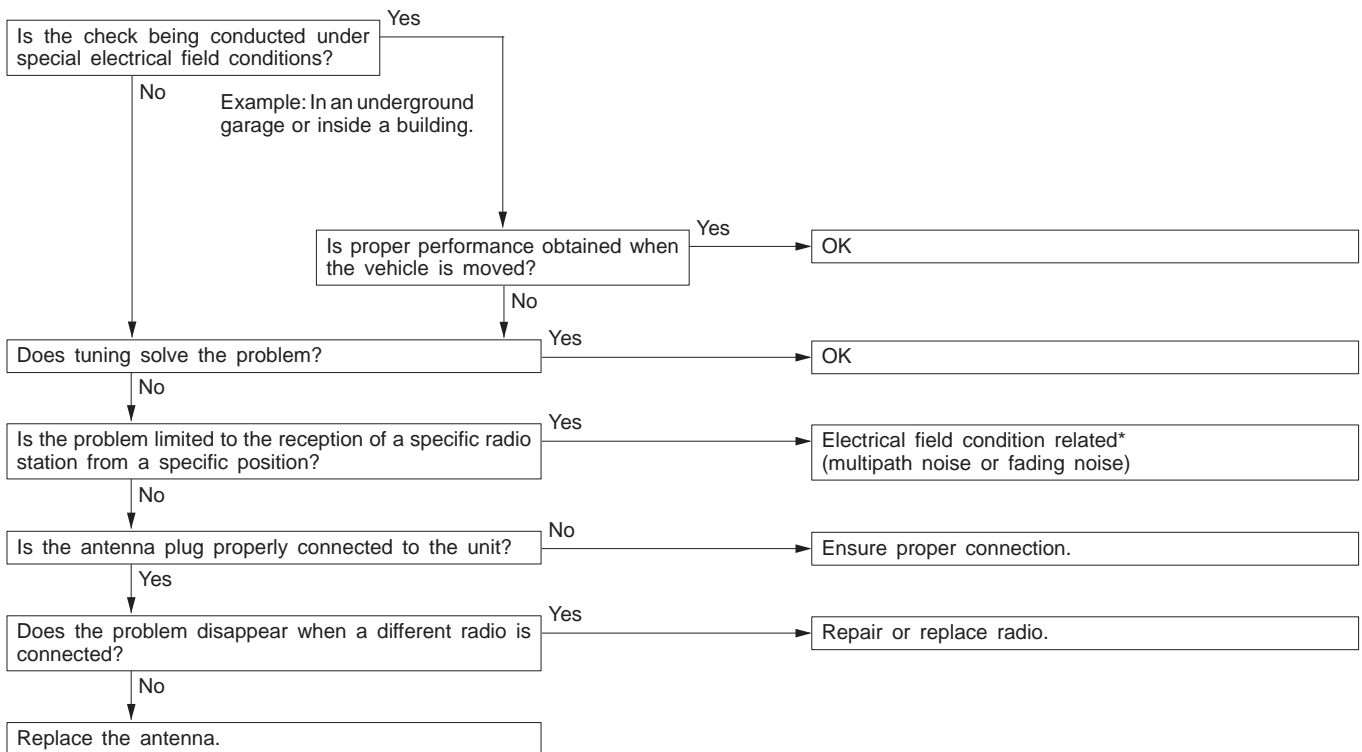 Is the check being conducted under
special electrical field conditions?
Yes
No
Example: In an underground
garage or inside a building.
Is proper performance obtained when
the vehicle is moved?
Yes
OK
No
Does tuning solve the problem?
Yes
OK
No
Is the problem limited to the reception of a specific radio
station from a specific position?
Yes
Electrical field condition related*
(multipath noise or fading noise)
No
Is the antenna plug properly connected to the unit?
No
Ensure proper connection.
Yes
Does the problem disappear when a different radio is
connected?
Yes
Repair or replace radio.
No
Replace the antenna.